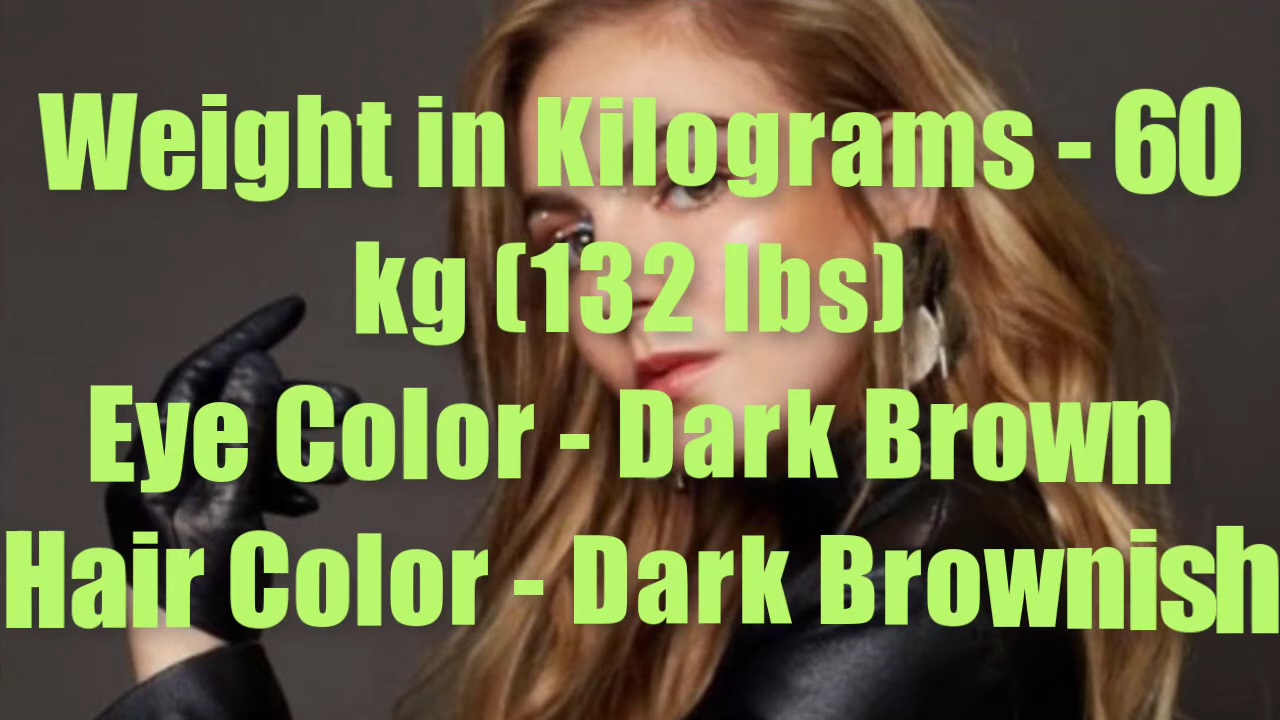 Weight in Kilograms - 60
kg (132 lbs)
Eye Color - Dark Brown
Hair Color - Dark Brownish